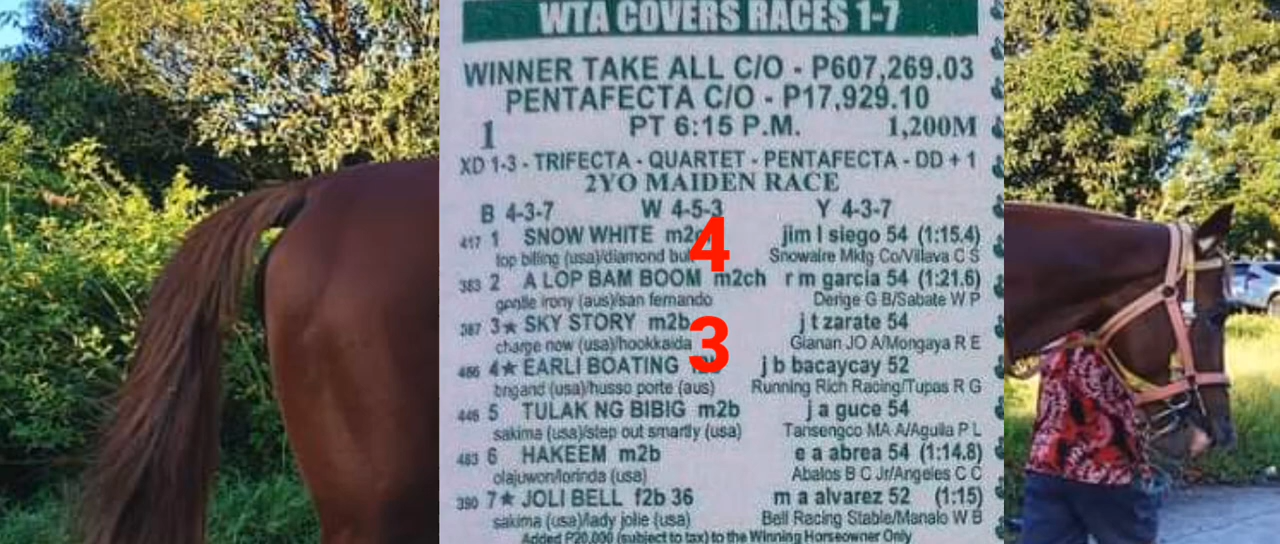 WTA COVERS RACES 1-7
WINNER TAKE ALL C/O - P607,269.03
PENTAFECTA C/O - P17,929.10
1 PT 6:15 P.M. 1,200M
XD 1-3 - TRIFECTA - QUARTET - PENTAFECTA - DD + 1
2YO MAIDEN RACE
B 4-3-7 W 4-5-3 Y 4-3-7
4
417 1 SNOW WHITE jim l siego 54 (1:15.4)
top billing (usa)/diamond Snowaire Mktg Co/Villava C S
383 2 A LOP BAM BOOM m2ch r m garcia 54 (1:21.6)
gentle irony (aus)/san fernando Derige G B/Sabate W P
3
387 3★ SKY STORY m2b j t zarate 54
charge now (usa)/hookkaida Gianan JO A/Mongaya R E
466 4★ EARLI BOATING j b bacaycay 52
brigand (usa)/husso porte (aus) Running Rich Racing/Tupas R G
446 5 TULAK NG BIBIG m2b j a guce 54
sakima (usa)/step out smartly (usa) Tansengco MA A/Aguila P L
463 6 HAKEEM m2b e a abrea 54 (1:14.8)
olajuwon/lorinda (usa) Abalos B C Jr/Angeles C C
390 7★ JOLI BELL f2b 36 m a alvarez 52 (1:15)
sakima (usa)/lady jolie (usa) Bell Racing Stable/Manalo W B
Added P20,000 (subject to tax) to the Winning Horseowner Only